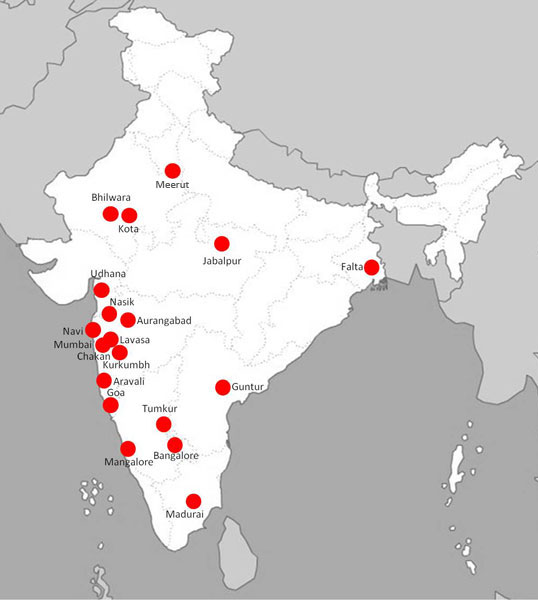 Meerut
Bhilwara
Kota
Jabalpur
Falta
Udhana
Nasik
Aurangabad
Navi
Mumbai
Lavasa
Chakan
Kurkumbh
Aravali
Goa
Guntur
Tumkur
Bangalore
Mangalore
Madurai